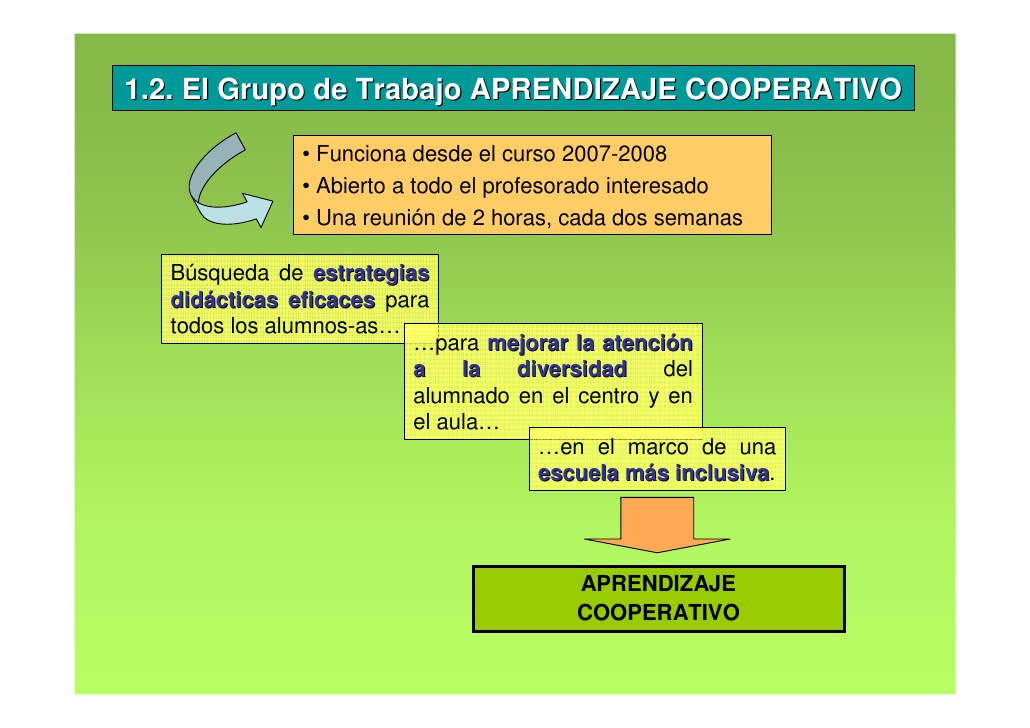 1.2. El Grupo de Trabajo APRENDIZAJE COOPERATIVO
• Funciona desde el curso 2007-2008
• Abierto a todo el profesorado interesado
• Una reunión de 2 horas, cada dos semanas
Búsqueda de estrategias
didácticas eficaces para
todos los alumnos-as…
…para mejorar la atención
a la diversidad del
alumnado en el centro y en
el aula…
…en el marco de una
escuela más inclusiva.
APRENDIZAJE
COOPERATIVO